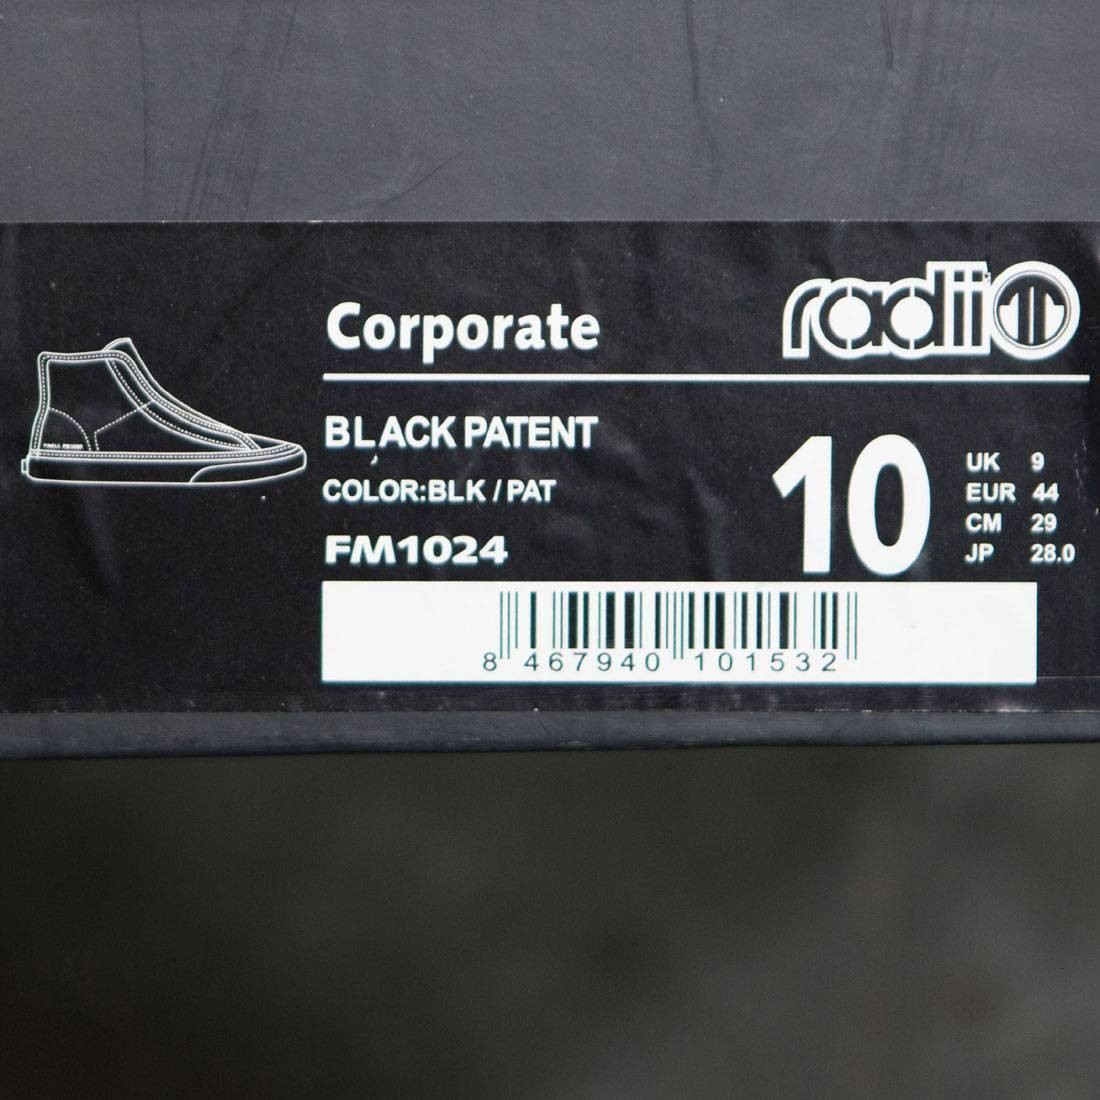 Corporate
radii
BLACK PATENT
COLOR:BLK / PAT
FM1024
10
UK 9
EUR 44
CM 29
JP 28.0
8 467940 101532